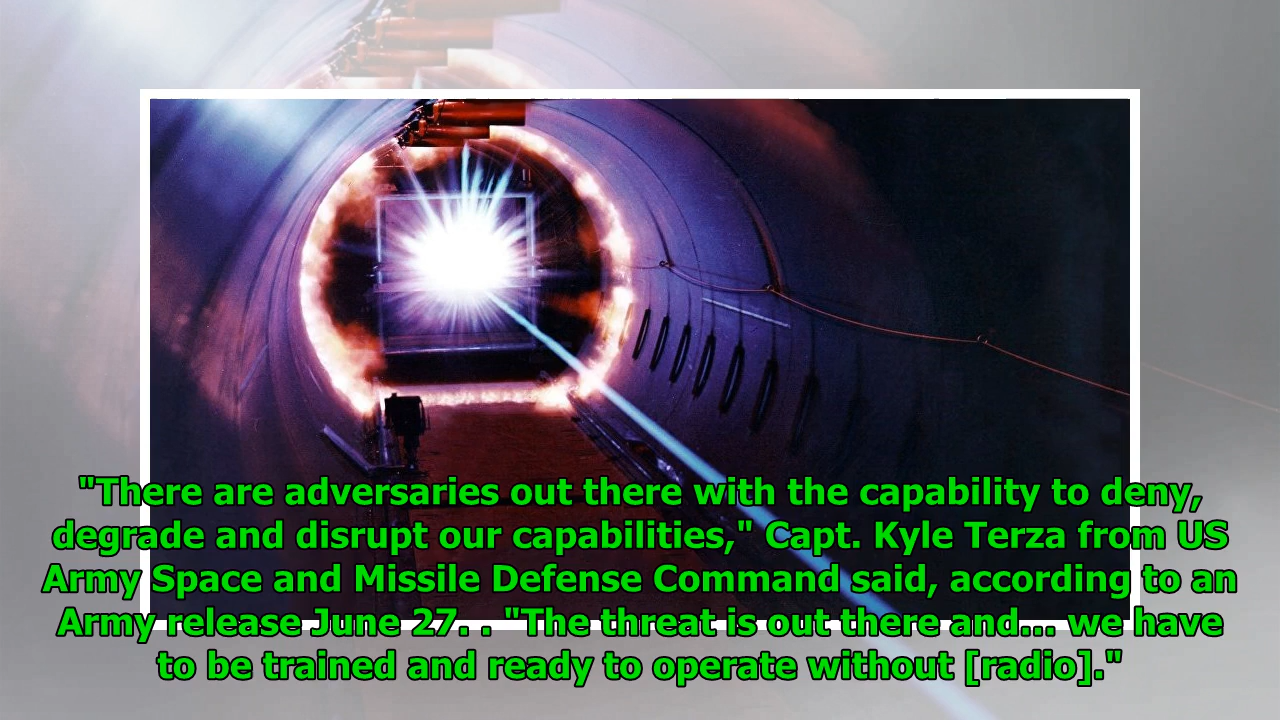 "There are adversaries out there with the capability to deny,
degrade and disrupt our capabilities," Capt. Kyle Terza from US
Army Space and Missile Defense Command said, according to an
Army release June 27. . "The threat is out there and... we have
to be trained and ready to operate without [radio]."